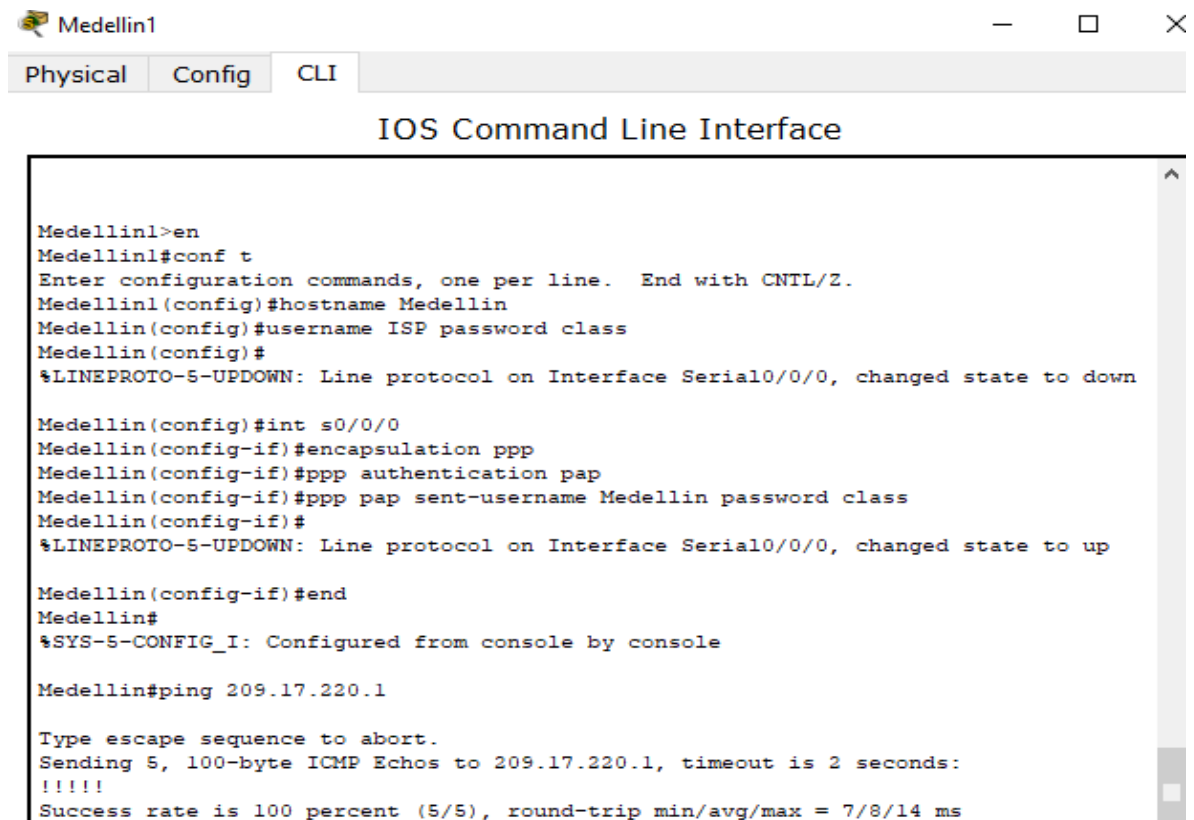 Medellin1
Physical Config CLI
IOS Command Line Interface
Medellin1>en
Medellin1#conf t
Enter configuration commands, one per line.  End with CNTL/Z.
Medellin1(config)#hostname Medellin
Medellin(config)#username ISP password class
Medellin(config)#
%LINEPROTO-5-UPDOWN: Line protocol on Interface Serial0/0/0, changed state to down
Medellin(config)#int s0/0/0
Medellin(config-if)#encapsulation ppp
Medellin(config-if)#ppp authentication pap
Medellin(config-if)#ppp pap sent-username Medellin password class
Medellin(config-if)#
%LINEPROTO-5-UPDOWN: Line protocol on Interface Serial0/0/0, changed state to up
Medellin(config-if)#end
Medellin#
%SYS-5-CONFIG_I: Configured from console by console
Medellin#ping 209.17.220.1
Type escape sequence to abort.
Sending 5, 100-byte ICMP Echos to 209.17.220.1, timeout is 2 seconds:
!!!!!
Success rate is 100 percent (5/5), round-trip min/avg/max = 7/8/14 ms